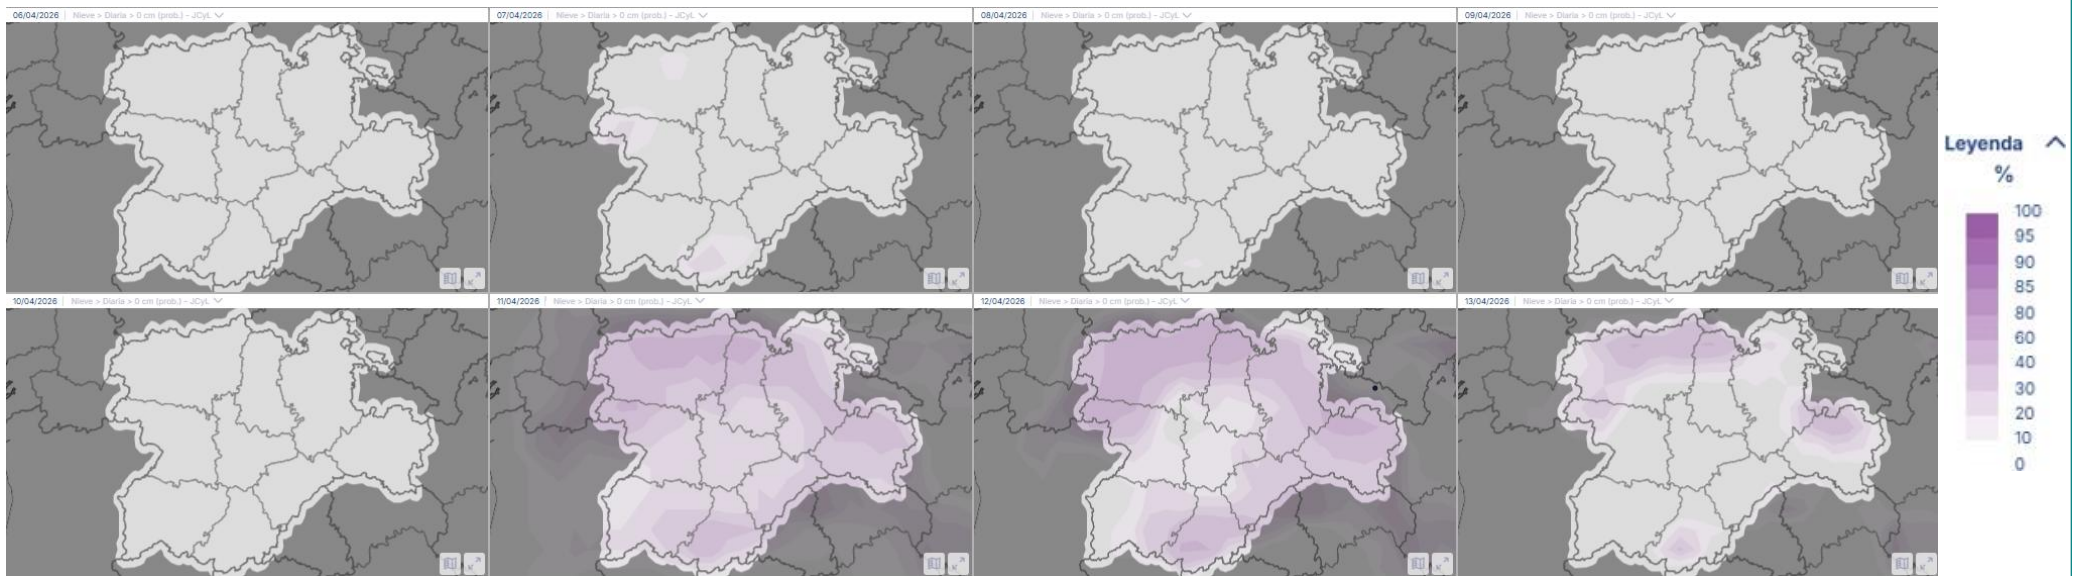 06/04/2026 | Nieve > Diaria > 0 cm (prob.) - JCyL
07/04/2026 | Nieve > Diaria > 0 cm (prob.) - JCyL
08/04/2026 | Nieve > Diaria > 0 cm (prob.) - JCyL
09/04/2026 | Nieve > Diaria > 0 cm (prob.) - JCyL
10/04/2026 | Nieve > Diaria > 0 cm (prob.) - JCyL
11/04/2026 | Nieve > Diaria > 0 cm (prob.) - JCyL
12/04/2026 | Nieve > Diaria > 0 cm (prob.) - JCyL
13/04/2026 | Nieve > Diaria > 0 cm (prob.) - JCyL
Leyenda
%
100
95
90
85
80
60
40
30
20
10
0